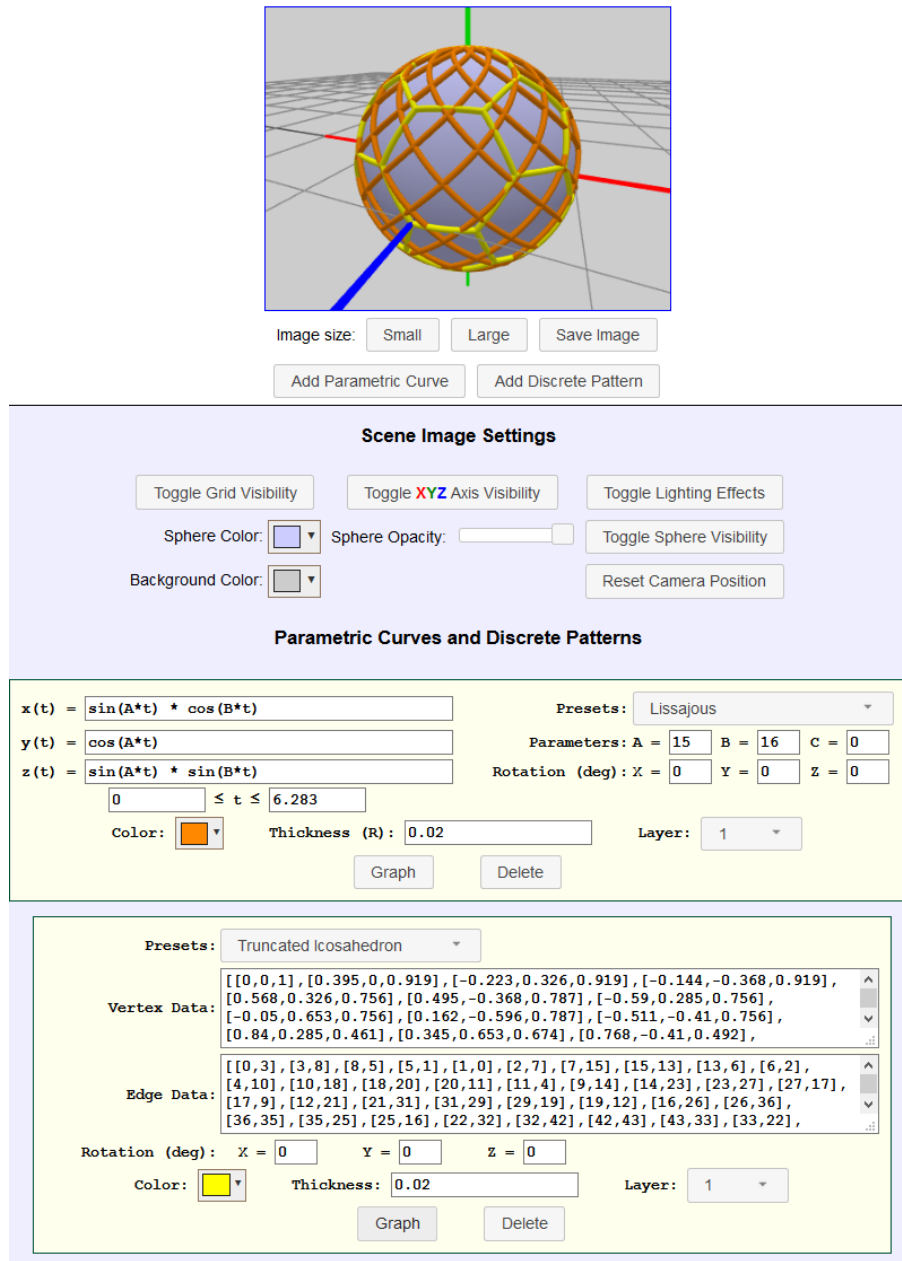 Image size: Small Large Save Image
Add Parametric Curve Add Discrete Pattern
Scene Image Settings
Toggle Grid Visibility Toggle XYZ Axis Visibility Toggle Lighting Effects
Sphere Color: Sphere Opacity: Toggle Sphere Visibility
Background Color: Reset Camera Position
Parametric Curves and Discrete Patterns
x(t) = sin(A*t) * cos(B*t) Presets: Lissajous
y(t) = cos(A*t) Parameters: A = 15 B = 16 C = 0
z(t) = sin(A*t) * sin(B*t) Rotation (deg): X = 0 Y = 0 Z = 0
0 ≤ t ≤ 6.283
Color: Thickness (R): 0.02 Layer: 1
Graph Delete
Presets: Truncated Icosahedron
Vertex Data:
[[0,0,1],[0.395,0,0.919],[-0.223,0.326,0.919],[-0.144,-0.368,0.919],
[0.568,0.326,0.756],[0.495,-0.368,0.787],[-0.59,0.285,0.756],
[-0.05,0.653,0.756],[0.162,-0.596,0.787],[-0.511,-0.41,0.756],
[0.84,0.285,0.461],[0.345,0.653,0.674],[0.768,-0.41,0.492],
Edge Data:
[[0,3],[3,8],[8,5],[5,1],[1,0],[2,7],[7,15],[15,13],[13,6],[6,2],
[4,10],[10,18],[18,20],[20,11],[11,4],[9,14],[14,23],[23,27],[27,17],
[17,9],[12,21],[21,31],[31,29],[29,19],[19,12],[16,26],[26,36],
[36,35],[35,25],[25,16],[22,32],[32,42],[42,43],[43,33],[33,22],
Rotation (deg): X = 0 Y = 0 Z = 0
Color: Thickness: 0.02 Layer: 1
Graph Delete